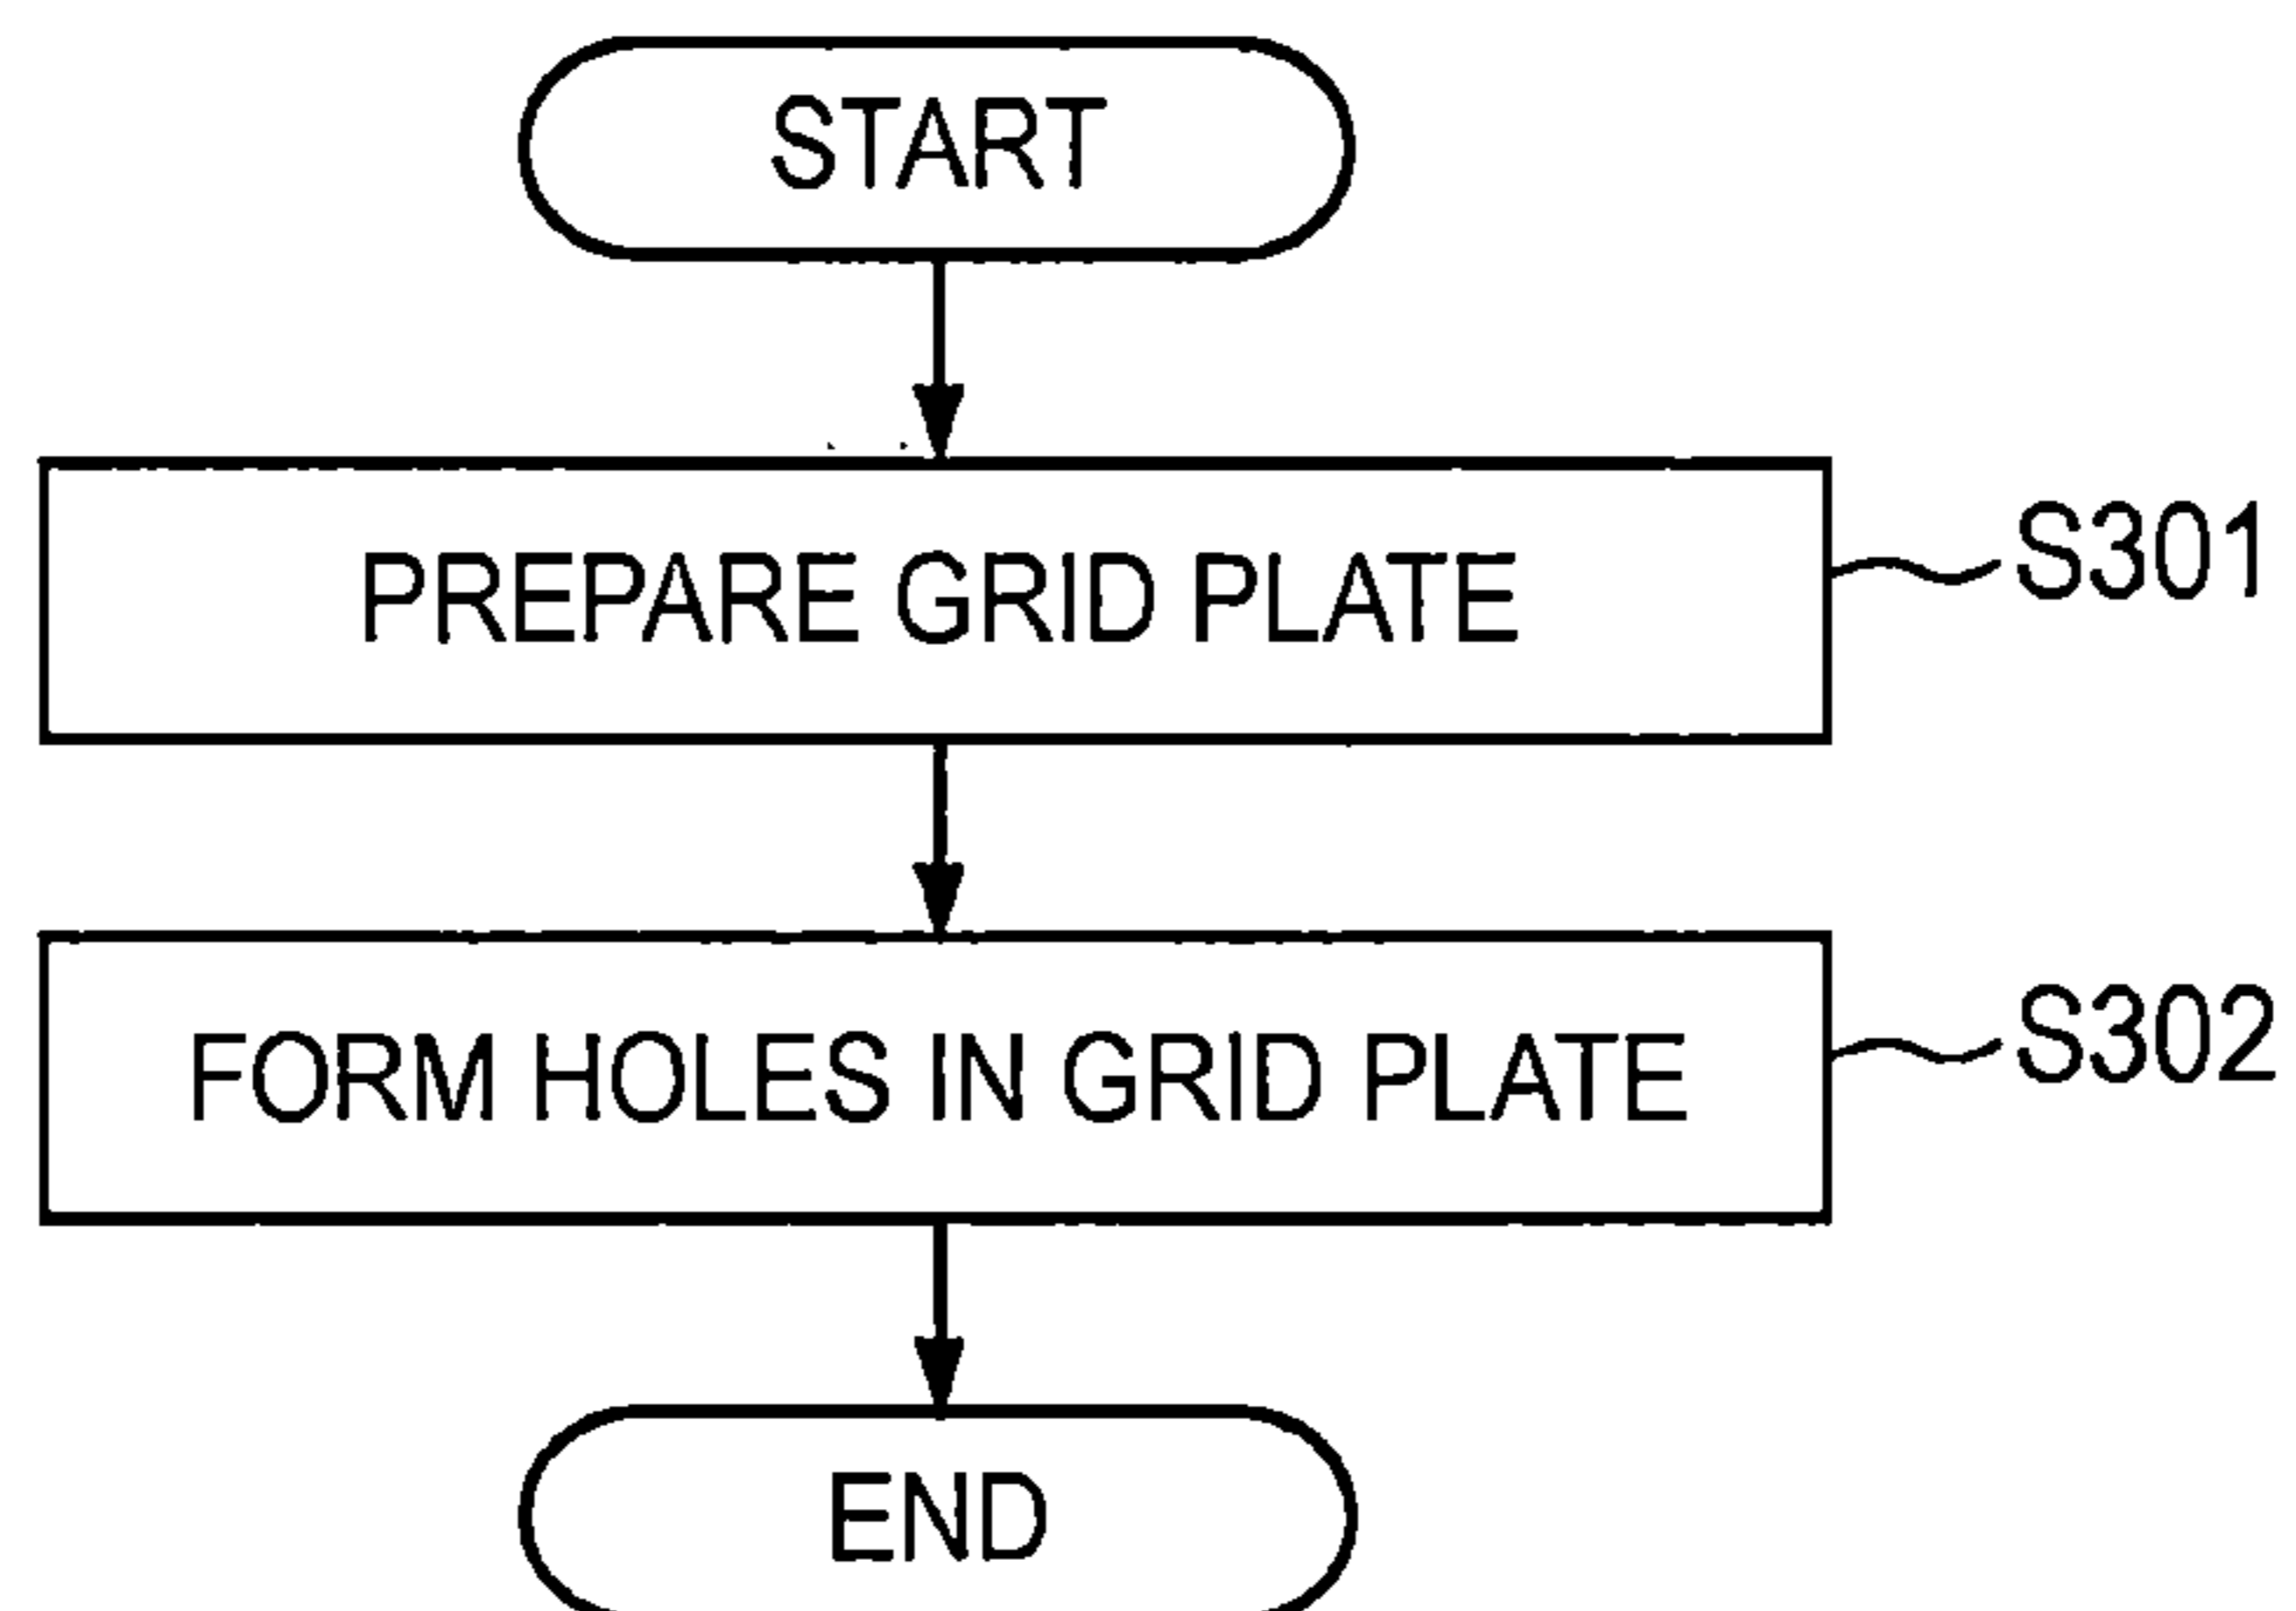 START
PREPARE GRID PLATE
S301
FORM HOLES IN GRID PLATE
S302
END